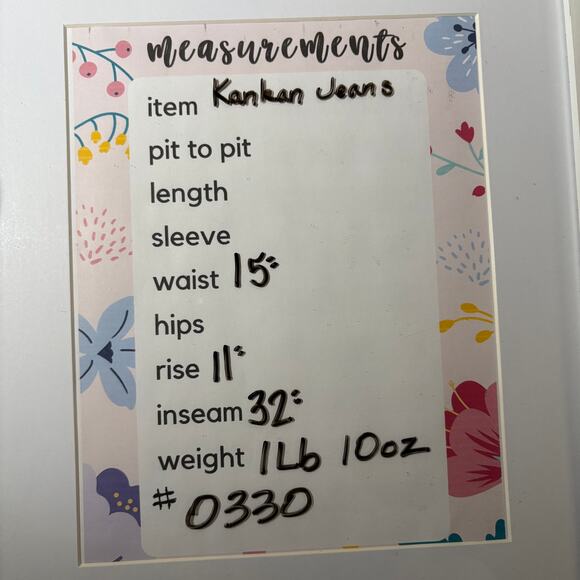 measurements
item Kankan Jeans
pit to pit
length
sleeve
waist 15"
hips
rise 11"
inseam 32"
weight 1Lb 10oz
# 0330